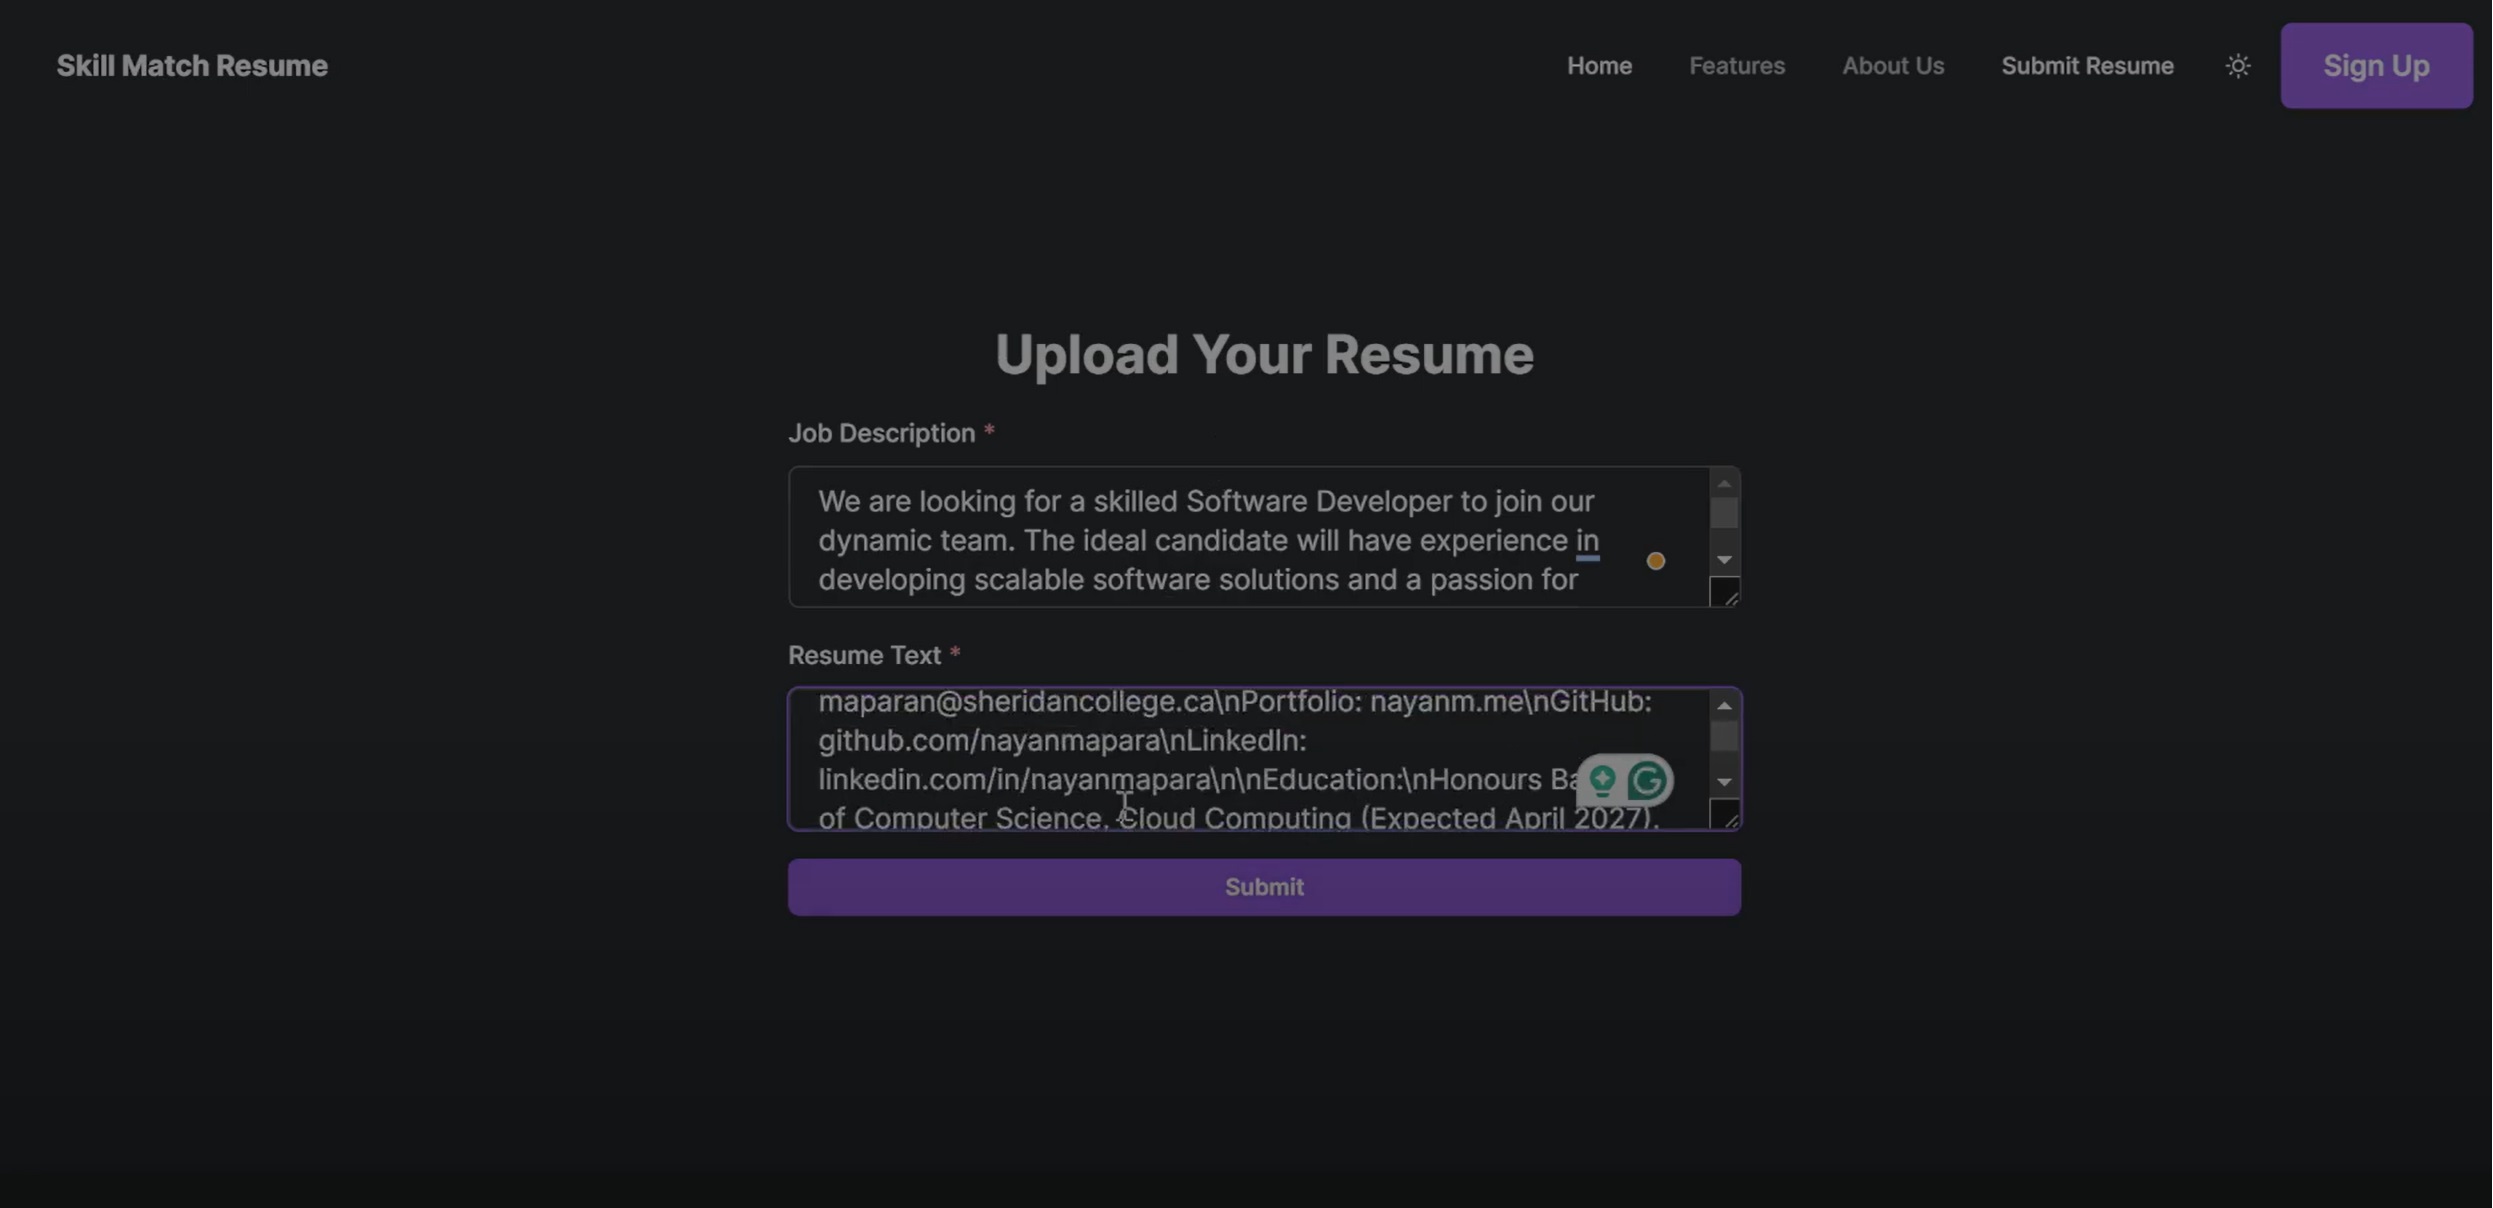 Skill Match Resume
Home
Features
About Us
Submit Resume
Sign Up
Upload Your Resume
Job Description *
We are looking for a skilled Software Developer to join our
dynamic team. The ideal candidate will have experience in
developing scalable software solutions and a passion for
Resume Text *
maparan@sheridancollege.ca\nPortfolio: nayanm.me\nGitHub:
github.com/nayanmapara\nLinkedIn:
linkedin.com/in/nayanmapara\n\nEducation:\nHonours Ba
of Computer Science, Cloud Computing (Expected April 2027),
Submit